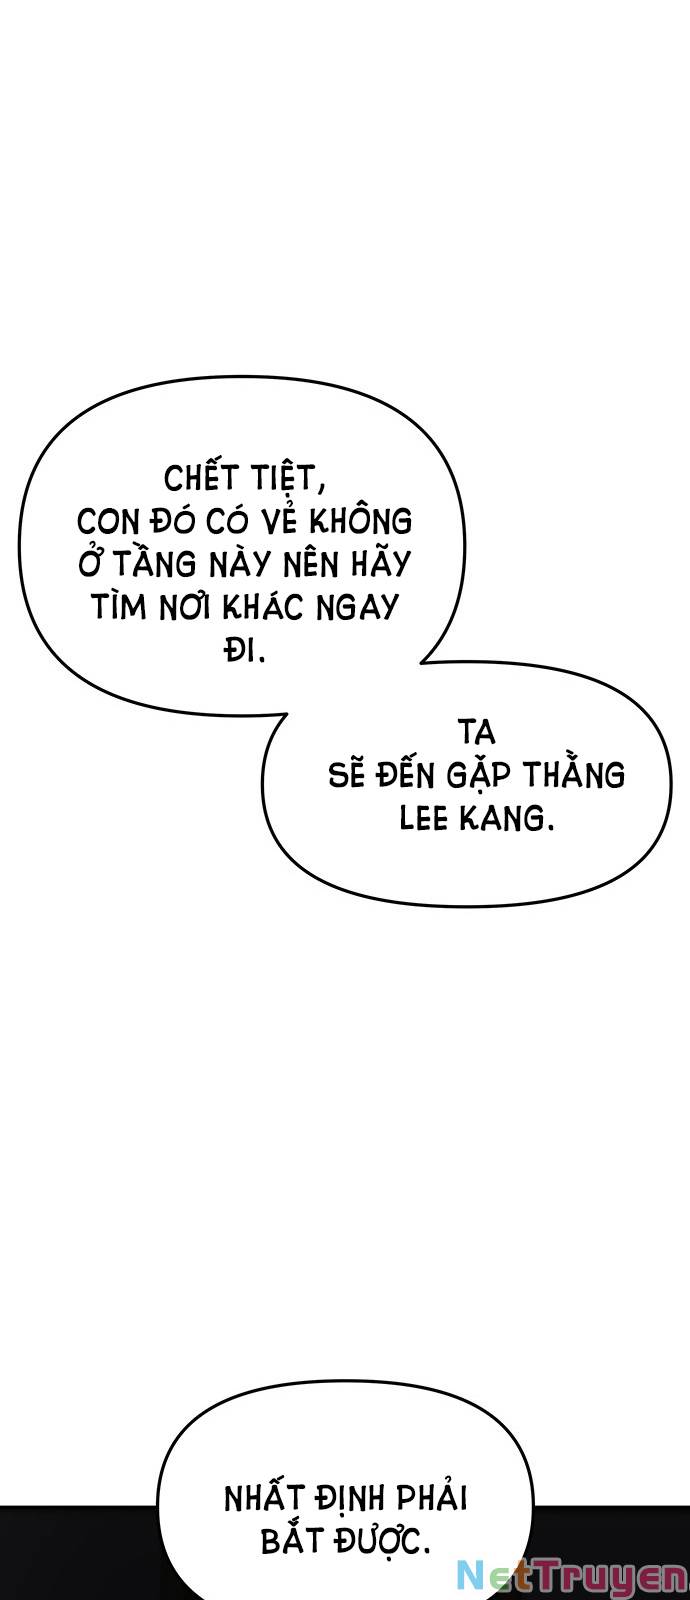 CHẾT TIỆT,
CON ĐÓ CÓ VẺ KHÔNG
Ở TẦNG NÀY NÊN HÃY
TÌM NƠI KHÁC NGAY
ĐI.
TA
SẼ ĐẾN GẶP THẰNG
LEE KANG.
NHẤT ĐỊNH PHẢI
BẮT ĐƯỢC.
NetTruyen